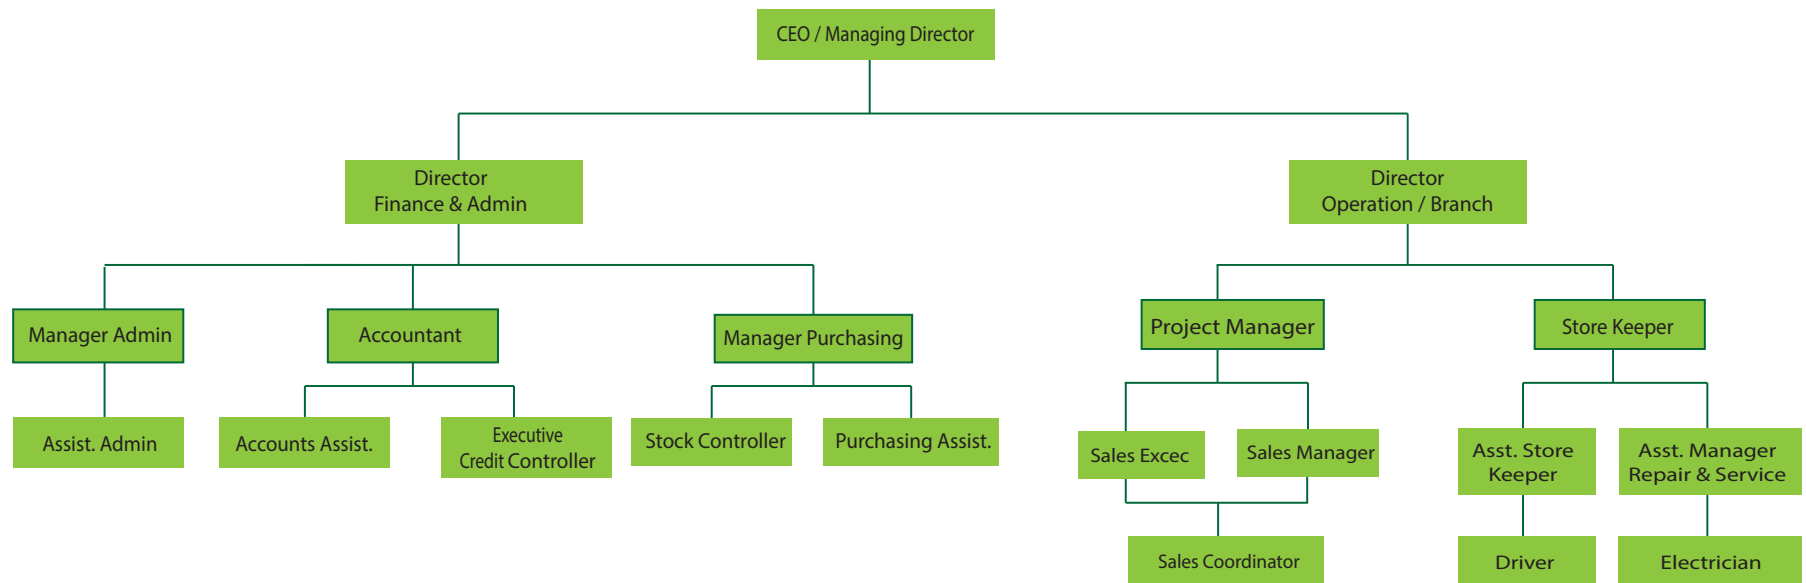 CEO / Managing Director
Director
Finance & Admin
Director
Operation / Branch
Manager Admin
Accountant
Manager Purchasing
Project Manager
Store Keeper
Assist. Admin
Accounts Assist.
Executive
Credit Controller
Stock Controller
Purchasing Assist.
Sales Excec
Sales Manager
Asst. Store
Keeper
Asst. Manager
Repair & Service
Sales Coordinator
Driver
Electrician